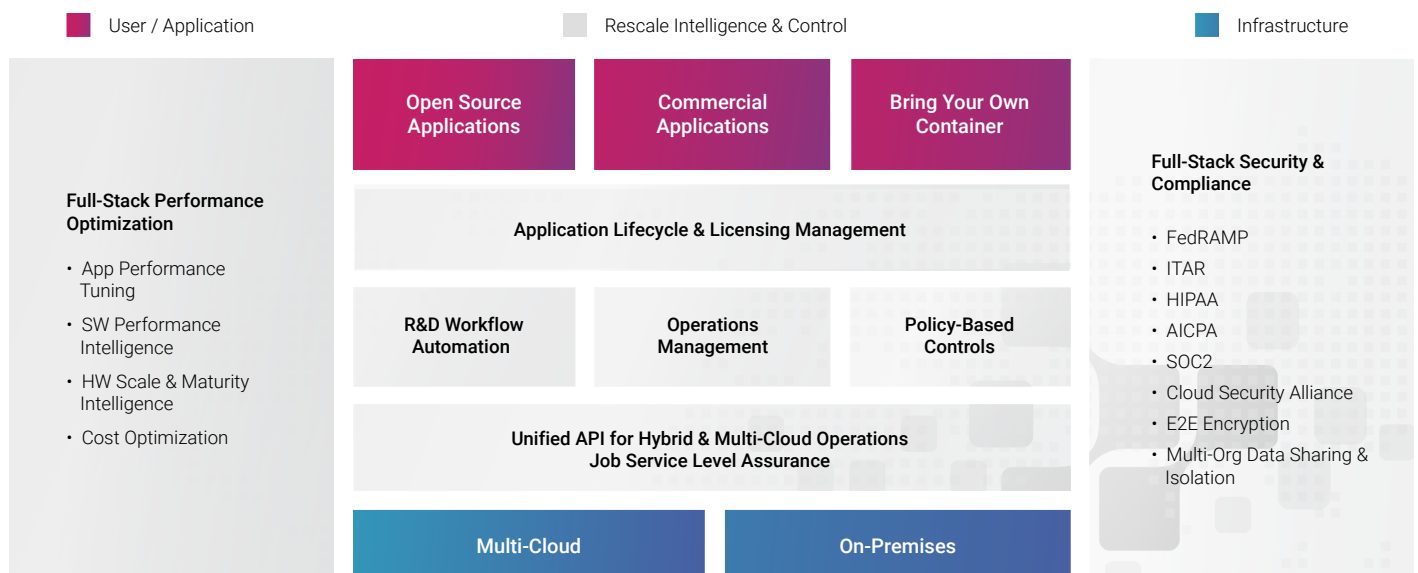 User / Application
Rescale Intelligence & Control
Infrastructure
Full-Stack Performance
Optimization
• App Performance
Tuning
• SW Performance
Intelligence
• HW Scale & Maturity
Intelligence
• Cost Optimization
Open Source
Applications
Commercial
Applications
Bring Your Own
Container
Application Lifecycle & Licensing Management
R&D Workflow
Automation
Operations
Management
Policy-Based
Controls
Unified API for Hybrid & Multi-Cloud Operations
Job Service Level Assurance
Multi-Cloud
On-Premises
Full-Stack Security &
Compliance
• FedRAMP
• ITAR
• HIPAA
• AICPA
• SOC2
• Cloud Security Alliance
• E2E Encryption
• Multi-Org Data Sharing &
Isolation